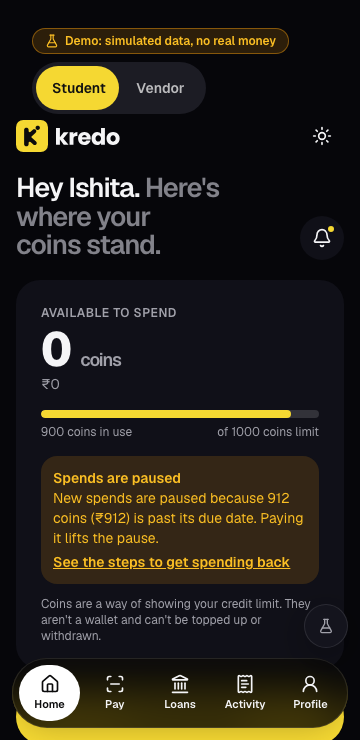 Demo: simulated data, no real money
Student Vendor
kredo
Hey Ishita. Here's
where your
coins stand.
AVAILABLE TO SPEND
0 coins
₹0
900 coins in use of 1000 coins limit
Spends are paused
New spends are paused because 912
coins (₹912) is past its due date. Paying
it lifts the pause.
See the steps to get spending back
Coins are a way of showing your credit limit. They
aren't a wallet and can't be topped up or
withdrawn.
Home Pay Loans Activity Profile